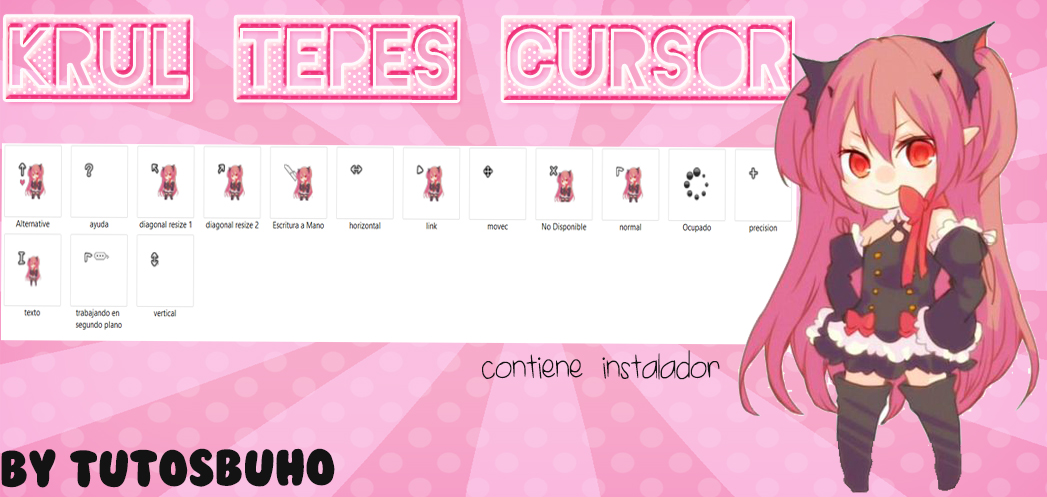 KRUL TEPES CURSOR
Alternative ayuda diagonal resize 1 diagonal resize 2 Escritura a Mano horizontal link movec No Disponible normal Ocupado precision
texto trabajando en segundo plano vertical
contiene instalador
BY TUTOSBUHO